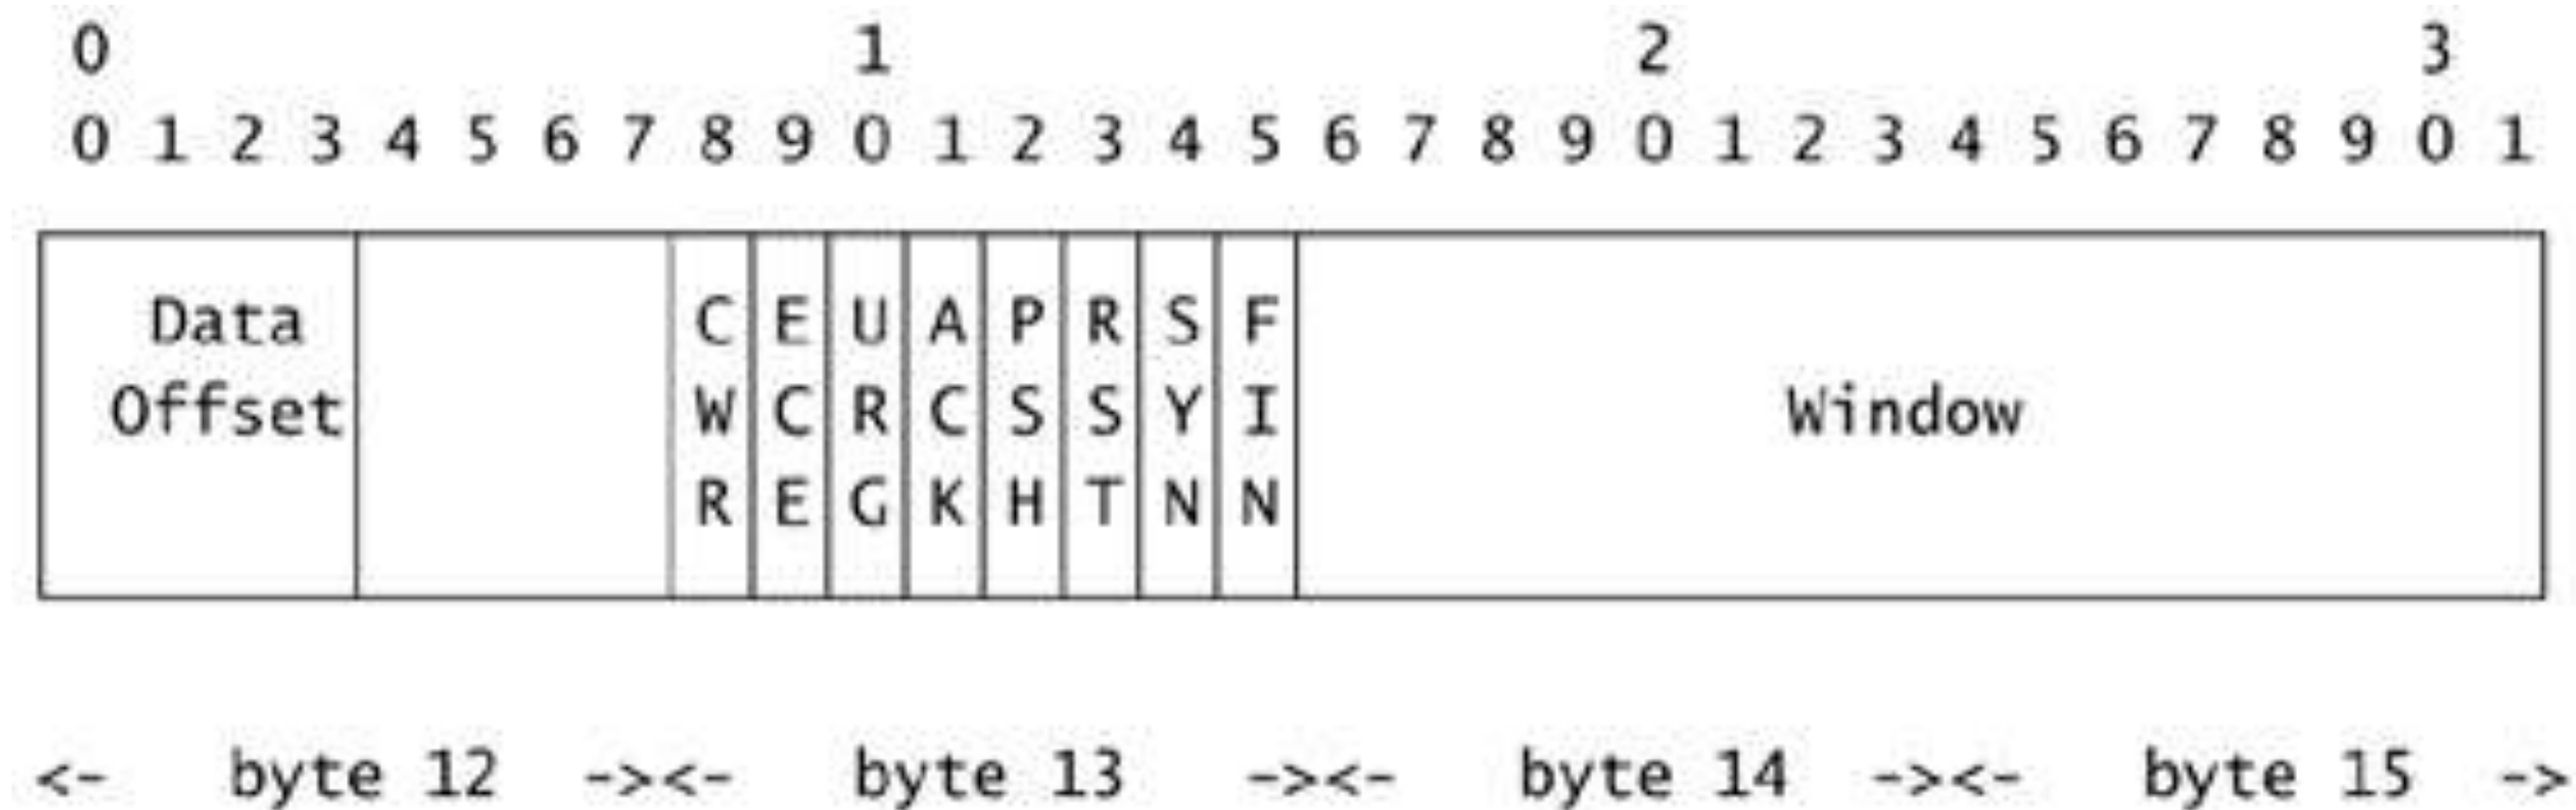 0 1 2 3
0 1 2 3 4 5 6 7 8 9 0 1 2 3 4 5 6 7 8 9 0 1 2 3 4 5 6 7 8 9 0 1
C E U A P R S F
Data
Offset W C R C S S Y I Window
R E G K H T N N
<- byte 12 -><- byte 13 -><- byte 14 -><- byte 15 ->